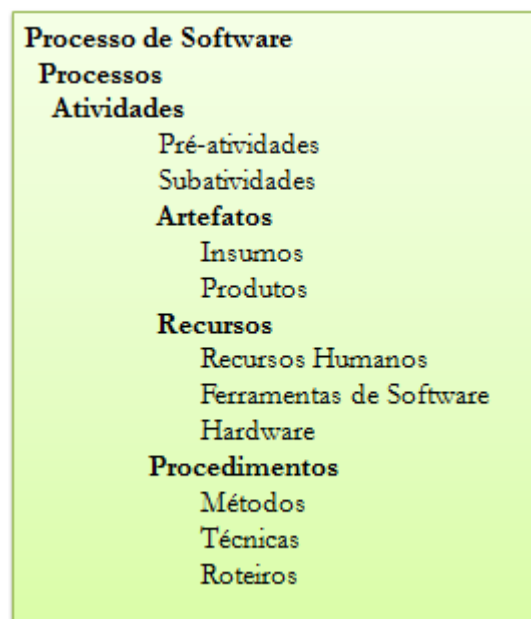 Processo de Software
Processos
Atividades
Pré-atividades
Subatividades
Artefatos
Insumos
Produtos
Recursos
Recursos Humanos
Ferramentas de Software
Hardware
Procedimentos
Métodos
Técnicas
Roteiros